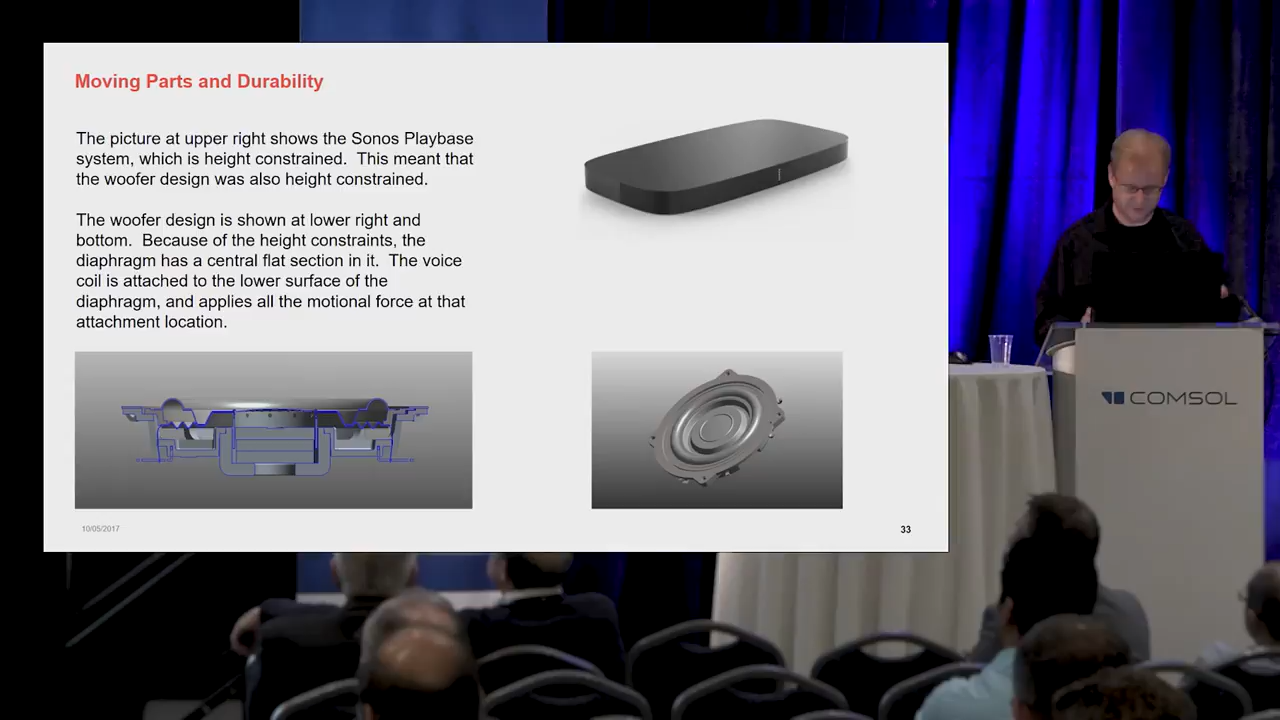 Moving Parts and Durability
The picture at upper right shows the Sonos Playbase
system, which is height constrained.  This meant that
the woofer design was also height constrained.
The woofer design is shown at lower right and
bottom.  Because of the height constraints, the
diaphragm has a central flat section in it.  The voice
coil is attached to the lower surface of the
diaphragm, and applies all the motional force at that
attachment location.
10/05/2017
33
COMSOL